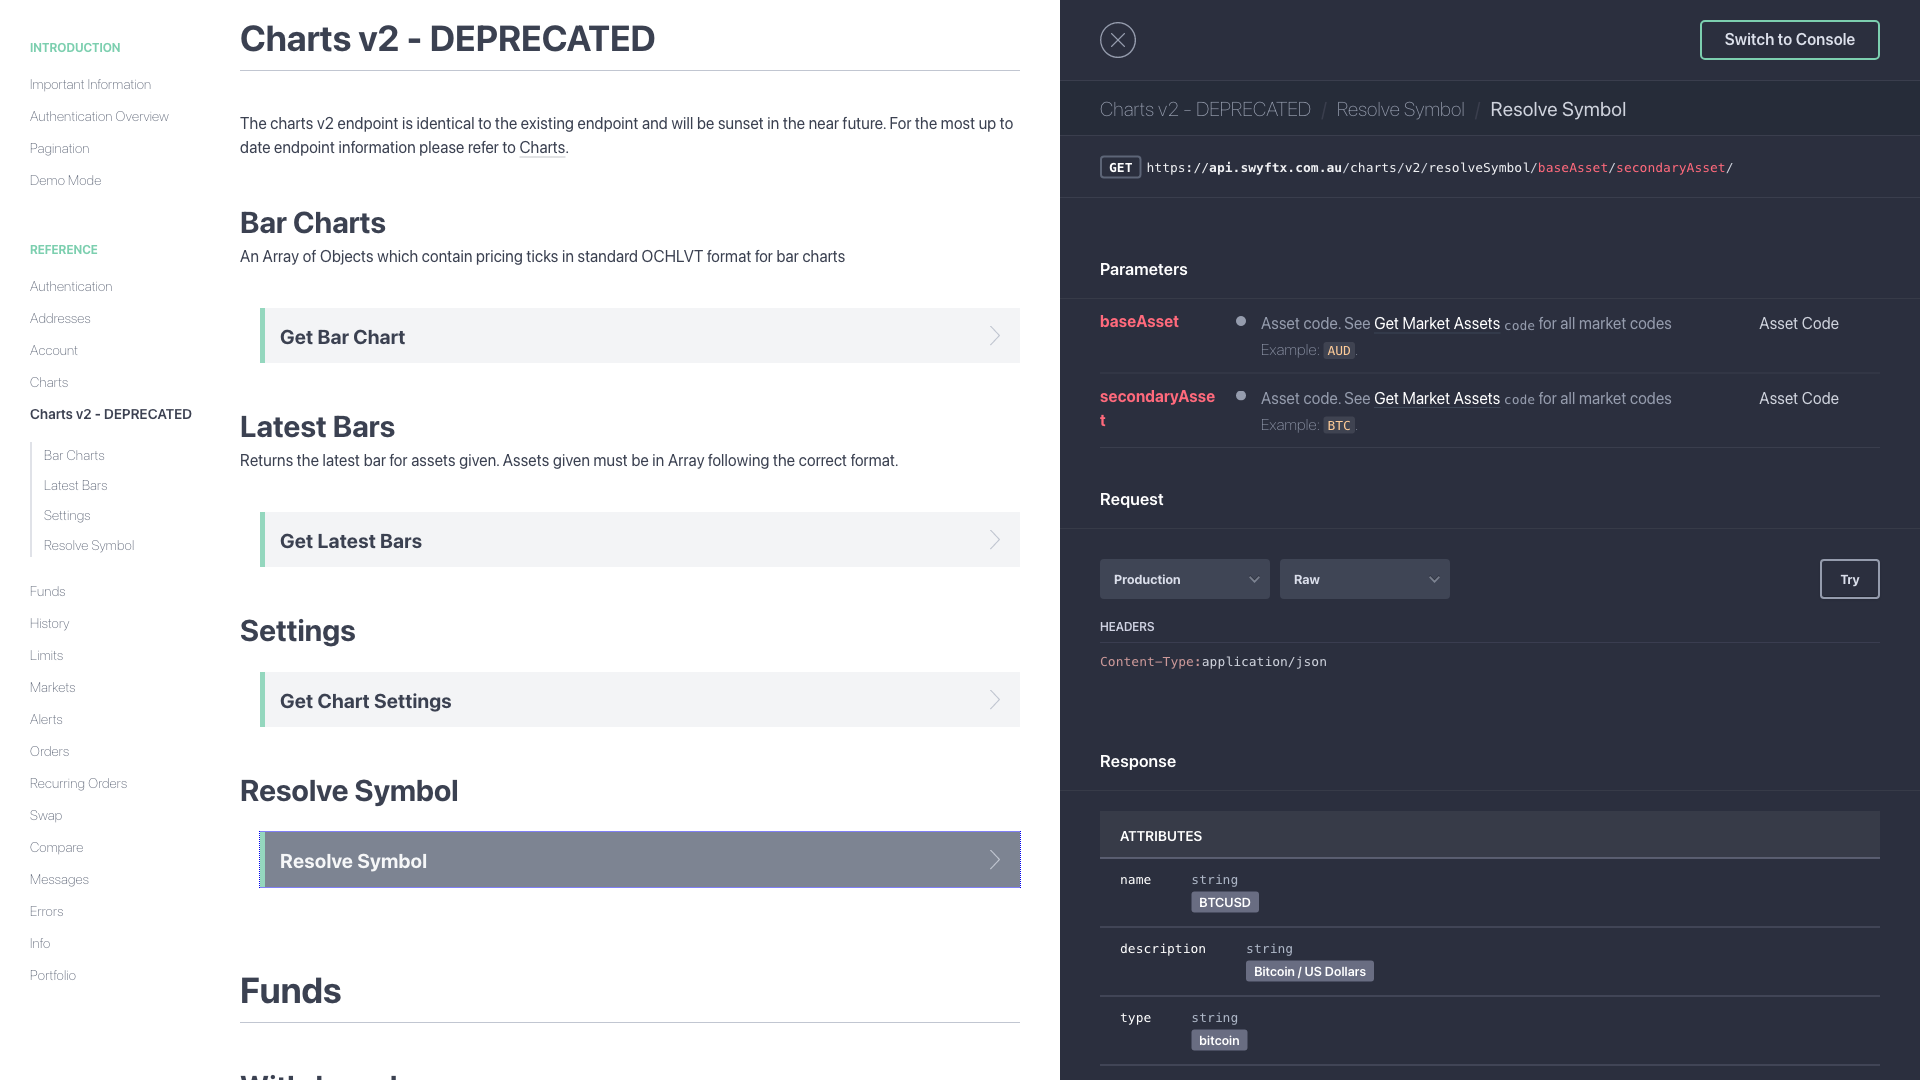 INTRODUCTION
Important Information
Authentication Overview
Pagination
Demo Mode
REFERENCE
Authentication
Addresses
Account
Charts
Charts v2 - DEPRECATED
Bar Charts
Latest Bars
Settings
Resolve Symbol
Funds
History
Limits
Markets
Alerts
Orders
Recurring Orders
Swap
Compare
Messages
Errors
Info
Portfolio
Charts v2 - DEPRECATED
The charts v2 endpoint is identical to the existing endpoint and will be sunset in the near future. For the most up to
date endpoint information please refer to Charts.
Bar Charts
An Array of Objects which contain pricing ticks in standard OCHLVT format for bar charts
Get Bar Chart
Latest Bars
Returns the latest bar for assets given. Assets given must be in Array following the correct format.
Get Latest Bars
Settings
Get Chart Settings
Resolve Symbol
Resolve Symbol
Funds
Switch to Console
Charts v2 - DEPRECATED / Resolve Symbol / Resolve Symbol
GET https://api.swyftx.com.au/charts/v2/resolveSymbol/baseAsset/secondaryAsset/
Parameters
baseAsset Asset code. See Get Market Assets code for all market codes Asset Code
Example: AUD.
secondaryAsse Asset code. See Get Market Assets code for all market codes Asset Code
t Example: BTC.
Request
Production Raw Try
HEADERS
Content-Type:application/json
Response
ATTRIBUTES
name string
BTCUSD
description string
Bitcoin / US Dollars
type string
bitcoin